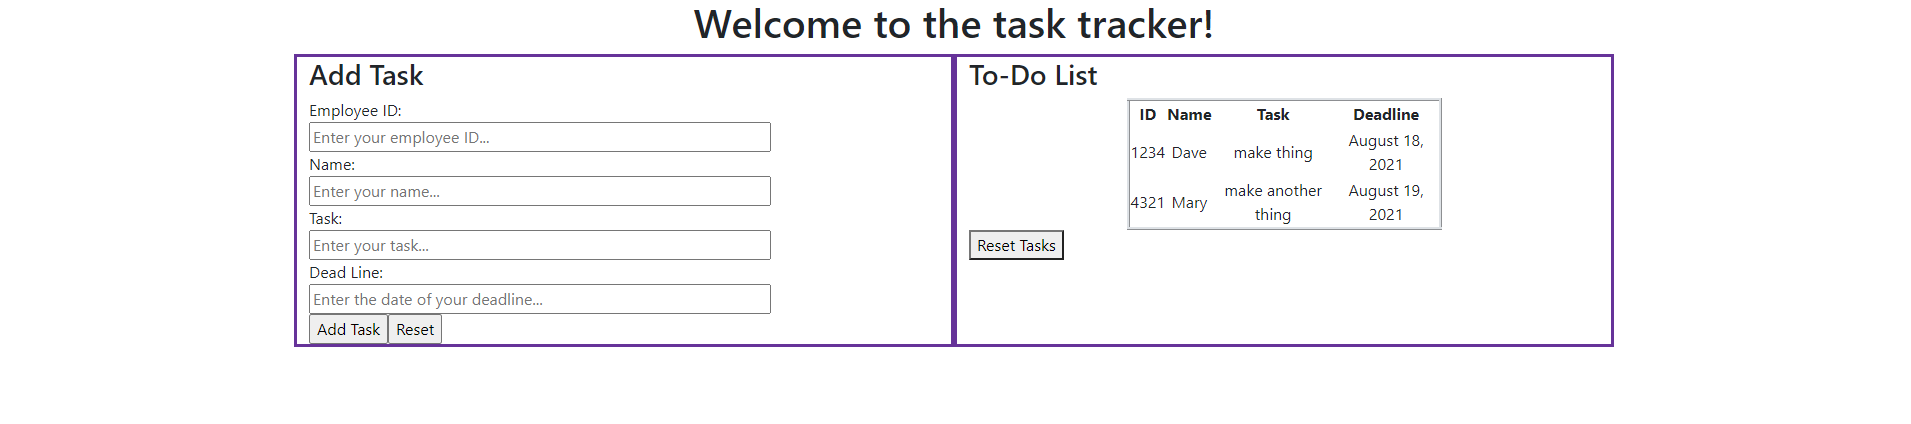 Welcome to the task tracker!
Add Task
Employee ID:
Enter your employee ID...
Name:
Enter your name...
Task:
Enter your task...
Dead Line:
Enter the date of your deadline...
Add Task Reset
To-Do List
ID Name Task Deadline
1234 Dave make thing August 18,
2021
4321 Mary make another August 19,
thing 2021
Reset Tasks